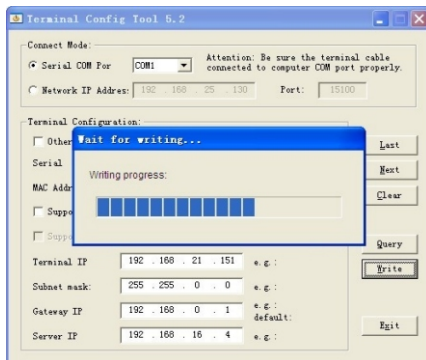 Terminal Config Tool 5.2
Connect Mode:
Serial COM Por COM1 Attention: Be sure the terminal cable
connected to computer COM port properly.
Network IP Addres: 192 . 168 . 25 . 130 Port: 15100
Terminal Configuration:
Other
Wait for writing...
Last
Serial
Writing progress:
Next
MAC Addr
Clear
Suppo
Suppo
Query
Terminal IP 192 . 168 . 21 . 151 e.g.:
Write
Subnet mask: 255 . 255 . 0 . 0 e.g.:
Gateway IP 192 . 168 . 0 . 1 e.g.:
default:
Server IP 192 . 168 . 16 . 4 e.g.:
Exit